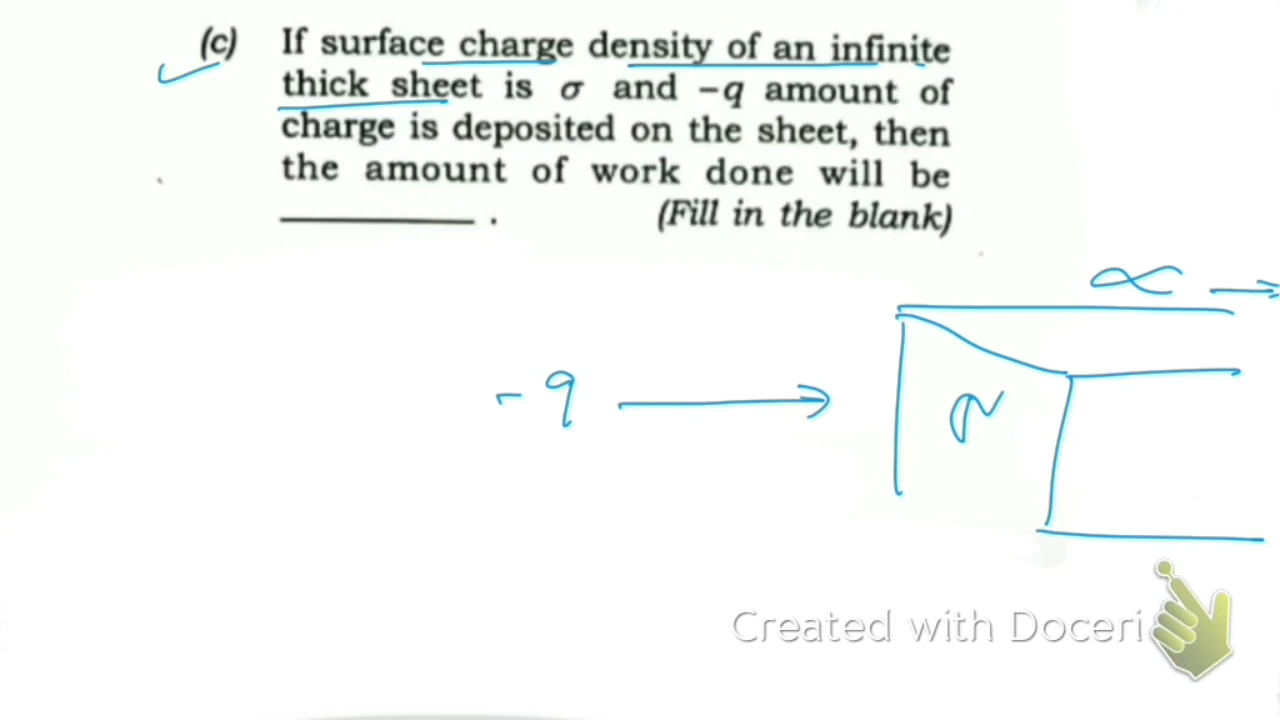 (c) If surface charge density of an infinite
thick sheet is σ and −q amount of
charge is deposited on the sheet, then
the amount of work done will be
__________ . (Fill in the blank)
∝ →
-q → σ
Created with Doceri